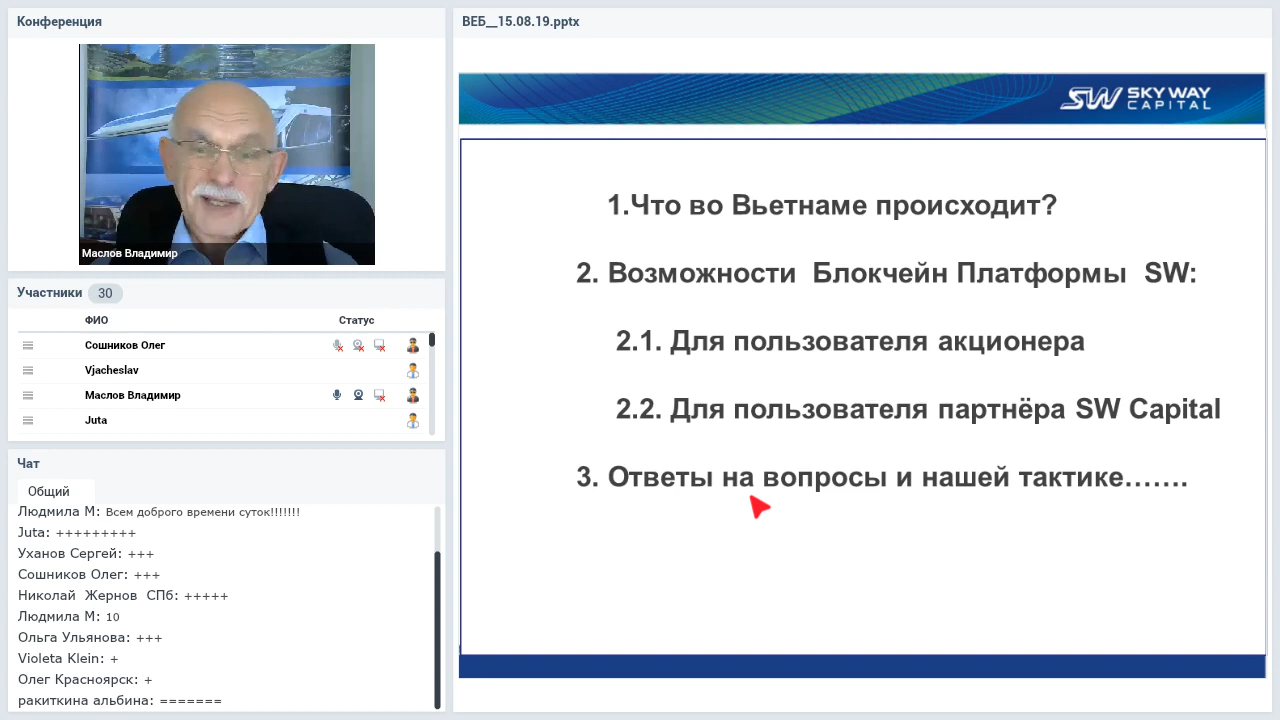 Конференция
Маслов Владимир
Участники 30
ФИО Статус
Сошников Олег
Vjacheslav
Маслов Владимир
Juta
Чат
Общий
Людмила М: Всем доброго времени суток!!!!!!!
Juta: +++++++++
Уханов Сергей: +++
Сошников Олег: +++
Николай Жернов СПб: +++++
Людмила М: 10
Ольга Ульянова: +++
Violeta Klein: +
Олег Красноярск: +
ракиткина альбина: =======
ВЕБ__15.08.19.pptx
SW SKY WAY
CAPITAL
1.Что во Вьетнаме происходит?
2. Возможности Блокчейн Платформы SW:
2.1. Для пользователя акционера
2.2. Для пользователя партнёра SW Capital
3. Ответы на вопросы и нашей тактике…….